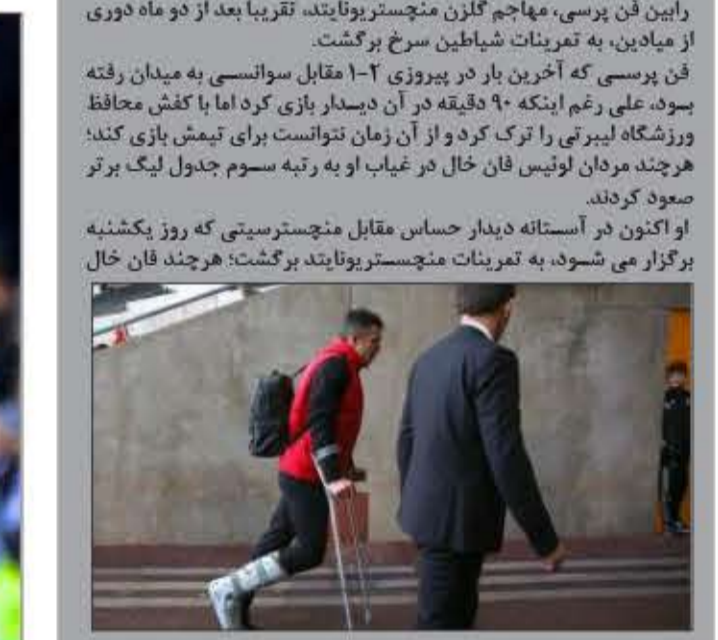 رابین فن پرسی، مهاجم گلزن منچستریونایتد، تقریبا بعد از دو ماه دوری
از میادین، به تمرینات شیاطین سرخ برگشت.
فن پرسی که آخرین بار در پیروزی ۲-۱ مقابل سوانسی به میدان رفته
بود، علی رغم اینکه ۹۰ دقیقه در آن دیدار بازی کرد اما با کفش محافظ
ورزشگاه لیبرتی را ترک کرد و از آن زمان نتوانست برای تیمش بازی کند؛
هرچند مردان لوئیس فان خال در غیاب او به رتبه سوم جدول لیگ برتر
صعود کردند.
او اکنون در آستانه دیدار حساس مقابل منچسترسیتی که روز یکشنبه
برگزار می شود، به تمرینات منچستریونایتد برگشت؛ هرچند فان خال